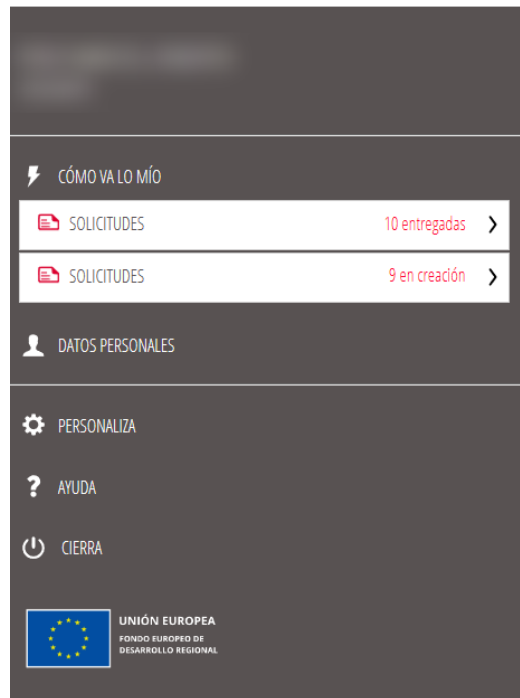 CÓMO VA LO MÍO
SOLICITUDES 10 entregadas
SOLICITUDES 9 en creación
DATOS PERSONALES
PERSONALIZA
AYUDA
CIERRA
UNIÓN EUROPEA
FONDO EUROPEO DE
DESARROLLO REGIONAL